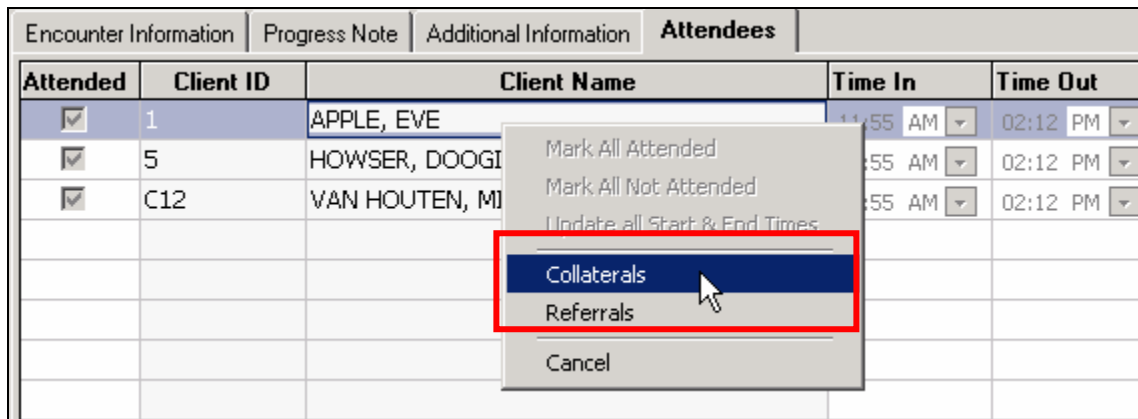 Encounter Information Progress Note Additional Information Attendees
Attended Client ID Client Name Time In Time Out
1 APPLE, EVE 11:55 AM 02:12 PM
5 HOWSER, DOOGI :55 AM 02:12 PM
C12 VAN HOUTEN, MI :55 AM 02:12 PM
Mark All Attended
Mark All Not Attended
Update all Start & End Times
Collaterals
Referrals
Cancel